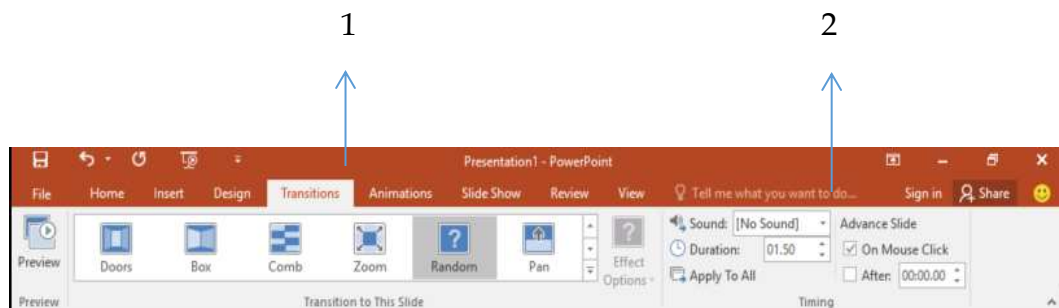 1 2
Presentation1 - PowerPoint
File Home Insert Design Transitions Animations Slide Show Review View Tell me what you want to do... Sign in Share
Doors Box Comb Zoom Random Pan
Preview
Effect Options
Sound: [No Sound]
Duration: 01.50
Apply To All
Advance Slide
On Mouse Click
After: 00:00.00
Preview Transition to This Slide Timing